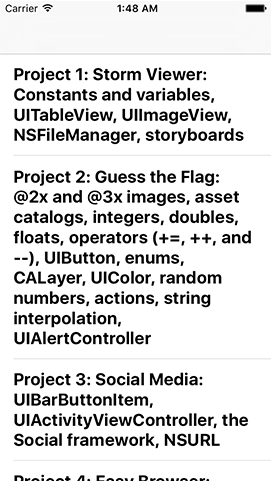 Carrier 1:48 AM
Project 1: Storm Viewer:
Constants and variables,
UITableView, UIImageView,
NSFileManager, storyboards
Project 2: Guess the Flag:
@2x and @3x images, asset
catalogs, integers, doubles,
floats, operators (+=, ++, and
--), UIButton, enums,
CALayer, UIColor, random
numbers, actions, string
interpolation,
UIAlertController
Project 3: Social Media:
UIBarButtonItem,
UIActivityViewController, the
Social framework, NSURL
Project 4: Easy Browser: